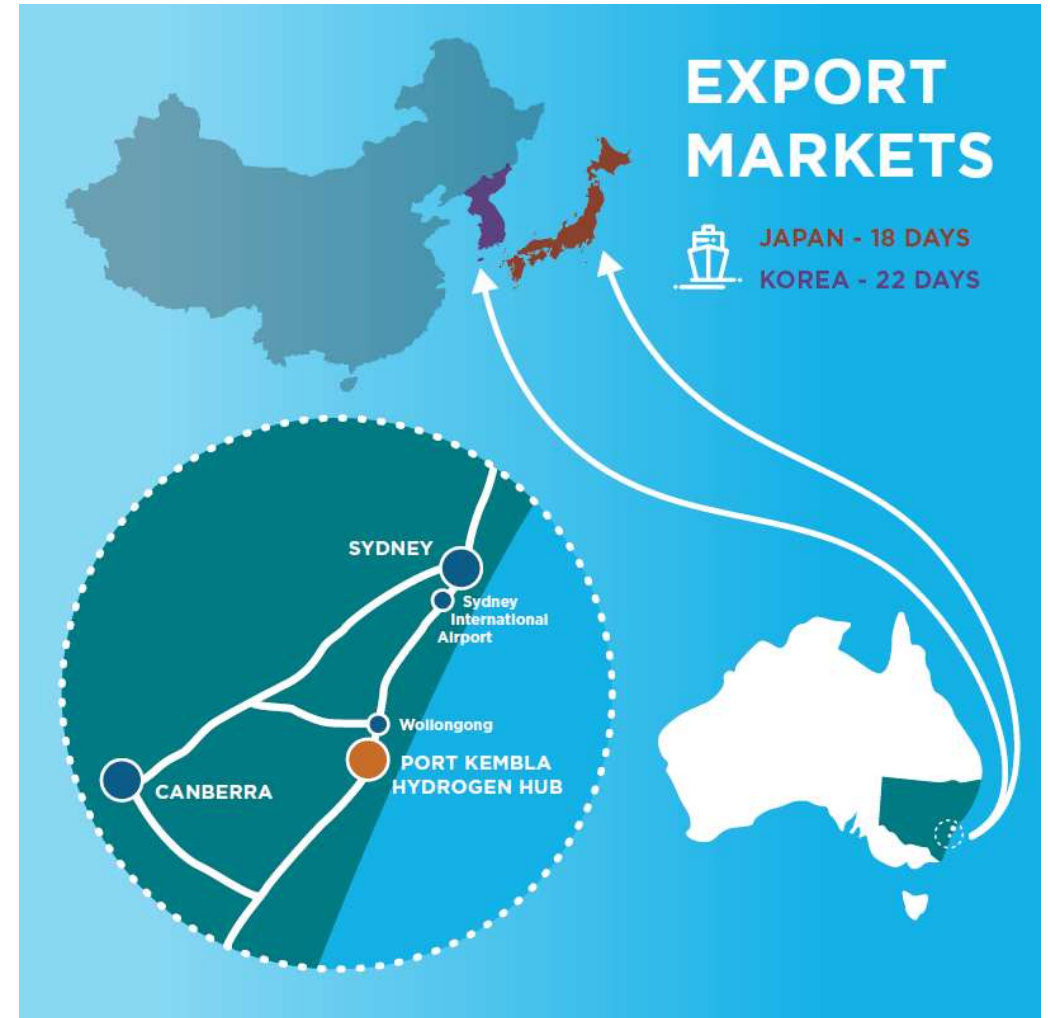 EXPORT
MARKETS
JAPAN - 18 DAYS
KOREA - 22 DAYS
SYDNEY
Sydney
International
Airport
Wollongong
PORT KEMBLA
HYDROGEN HUB
CANBERRA